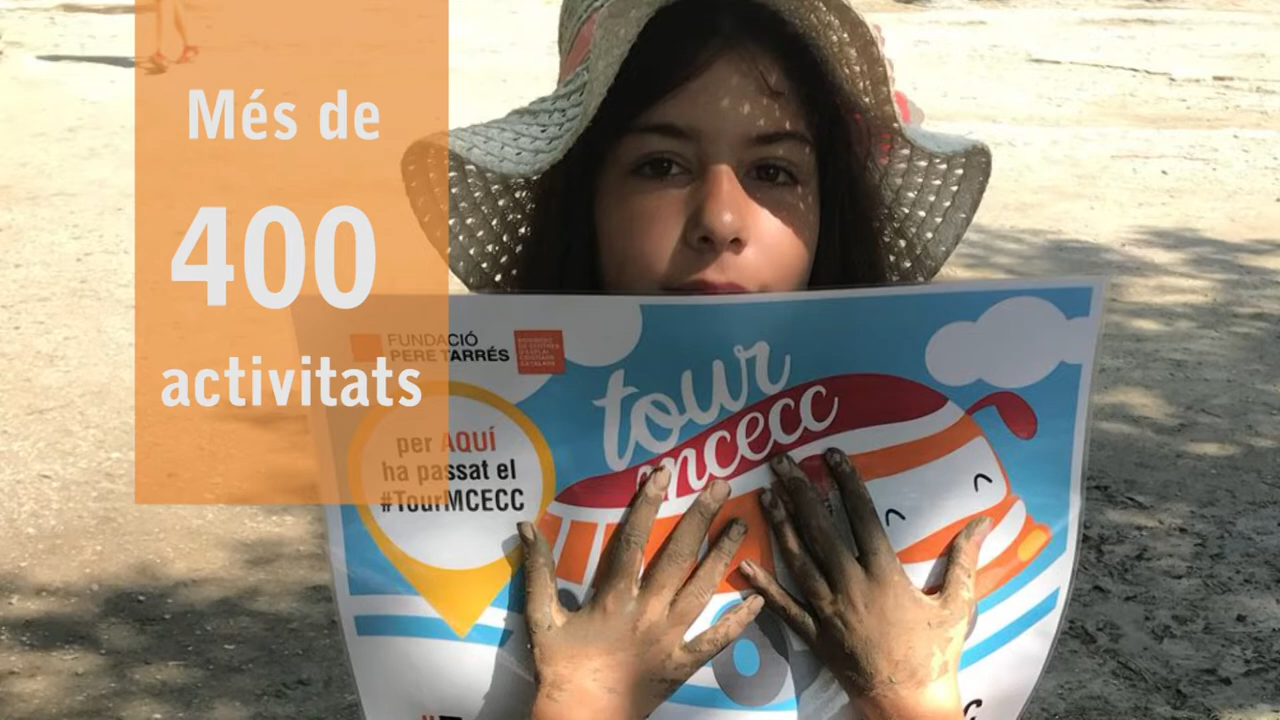 Més de
400
activitats
FUNDACIÓ
PERE TARRÉS
tour
mcecc
per AQUÍ
ha passat el
#TourMCECC